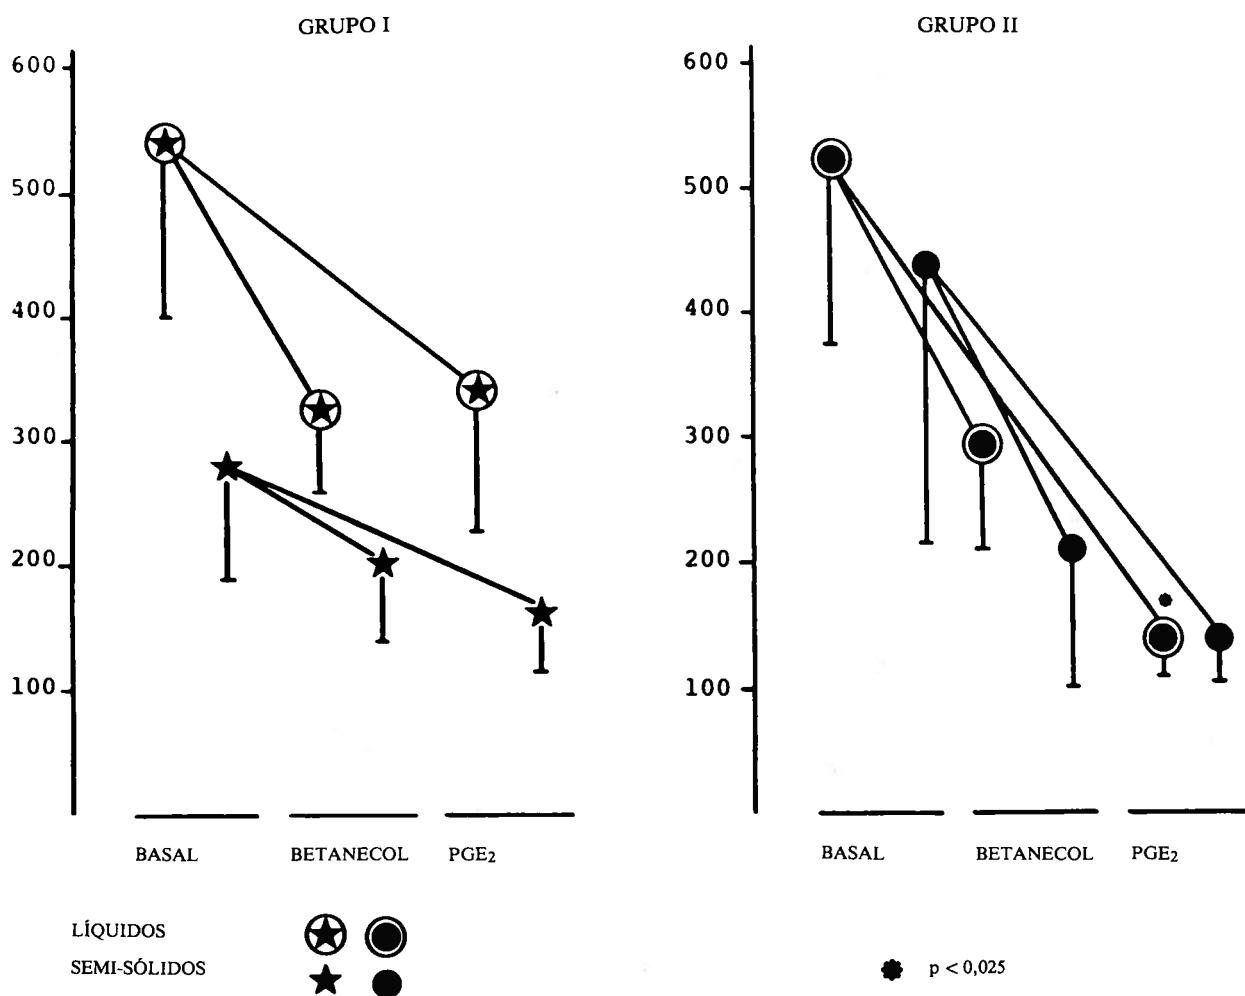 GRUPO I
600
500
400
300
200
100
BASAL BETANECOL PGE₂
GRUPO II
600
500
400
300
200
100
BASAL BETANECOL PGE₂
LÍQUIDOS
SEMI-SÓLIDOS
p < 0,025